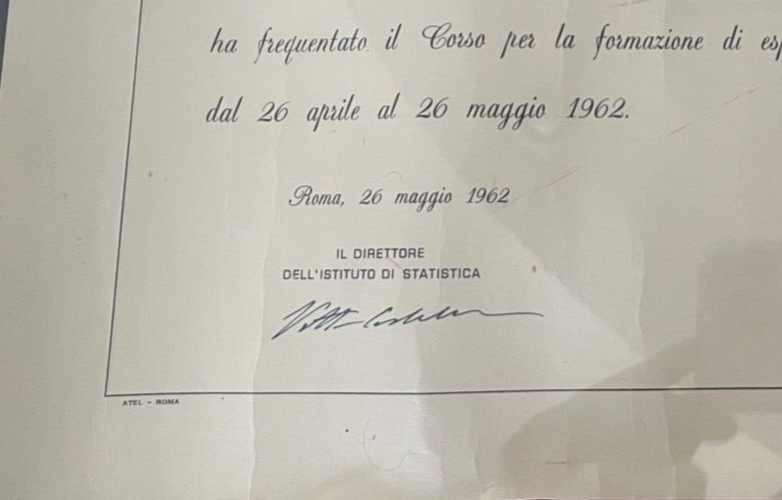 ha frequentato il Corso per la formazione di esp
dal 26 aprile al 26 maggio 1962.
Roma, 26 maggio 1962
IL DIRETTORE
DELL'ISTITUTO DI STATISTICA
ATEL - ROMA